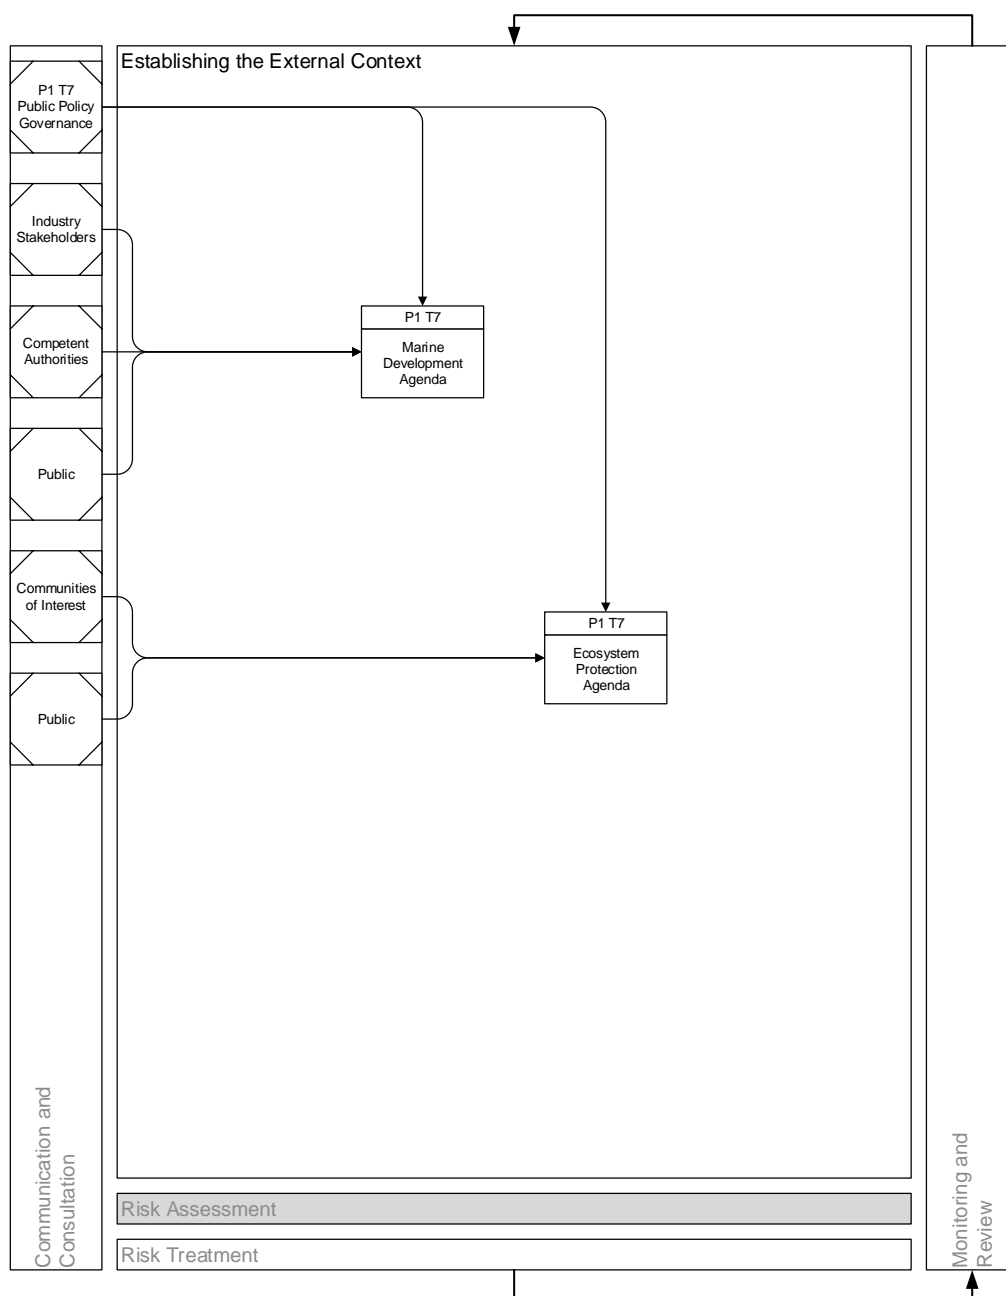 Establishing the External Context
P1 T7
Public Policy
Governance
Industry
Stakeholders
Competent
Authorities
Public
Communities
of Interest
Public
P1 T7
Marine
Development
Agenda
P1 T7
Ecosystem
Protection
Agenda
Communication and
Consultation
Risk Assessment
Risk Treatment
Monitoring and
Review